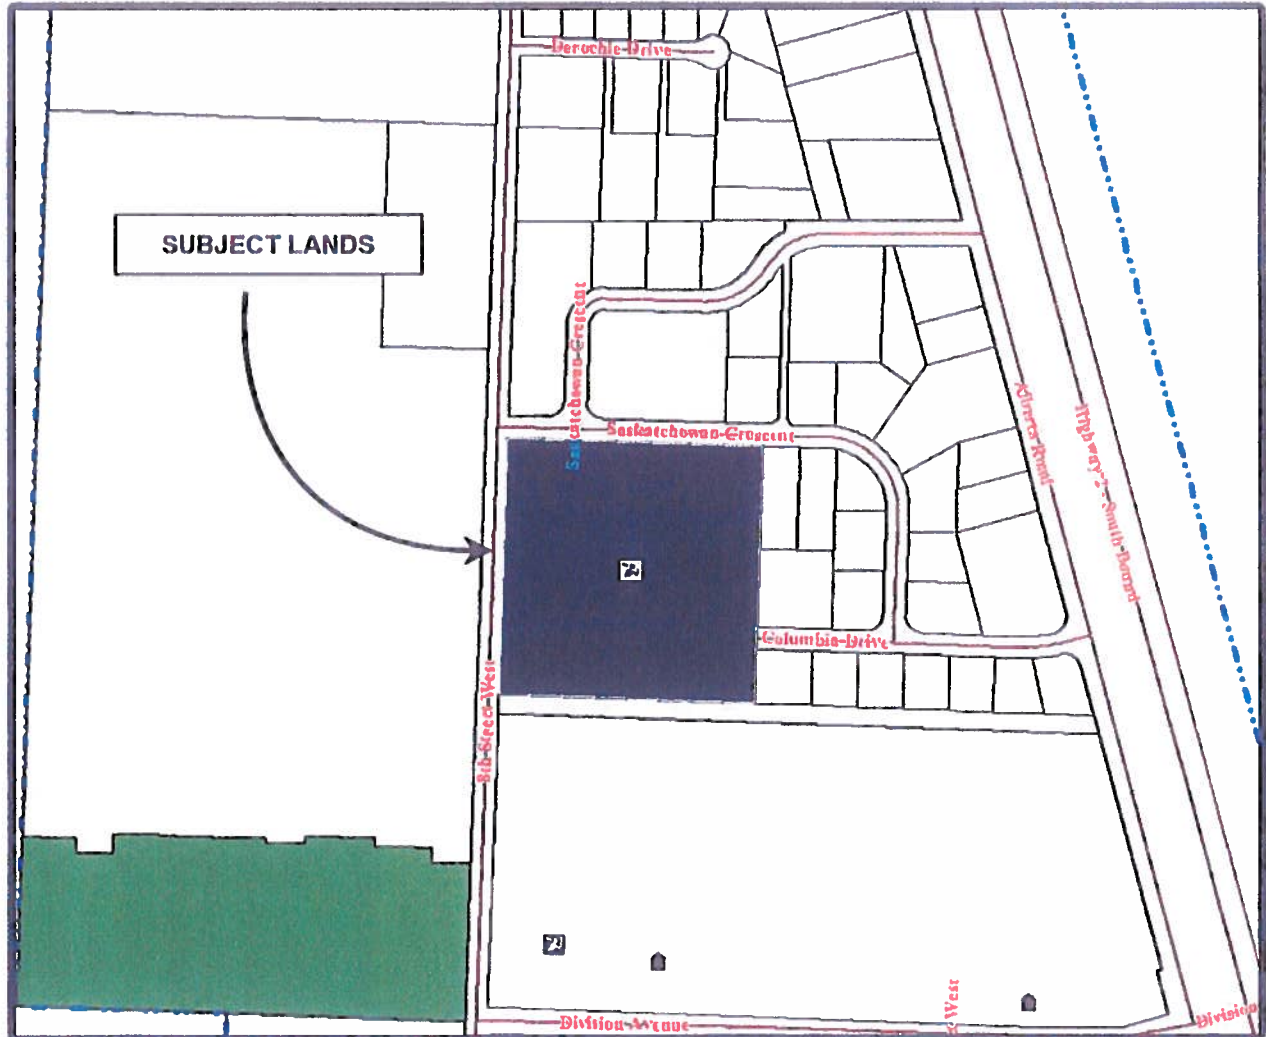 Derochie Drive
SUBJECT LANDS
Saskatchewan Crescent
Saskatchewan Crescent
Alberta Road
Highway 2 South Bound
Columbia Drive
8th Street West
West
Division Avenue
Division